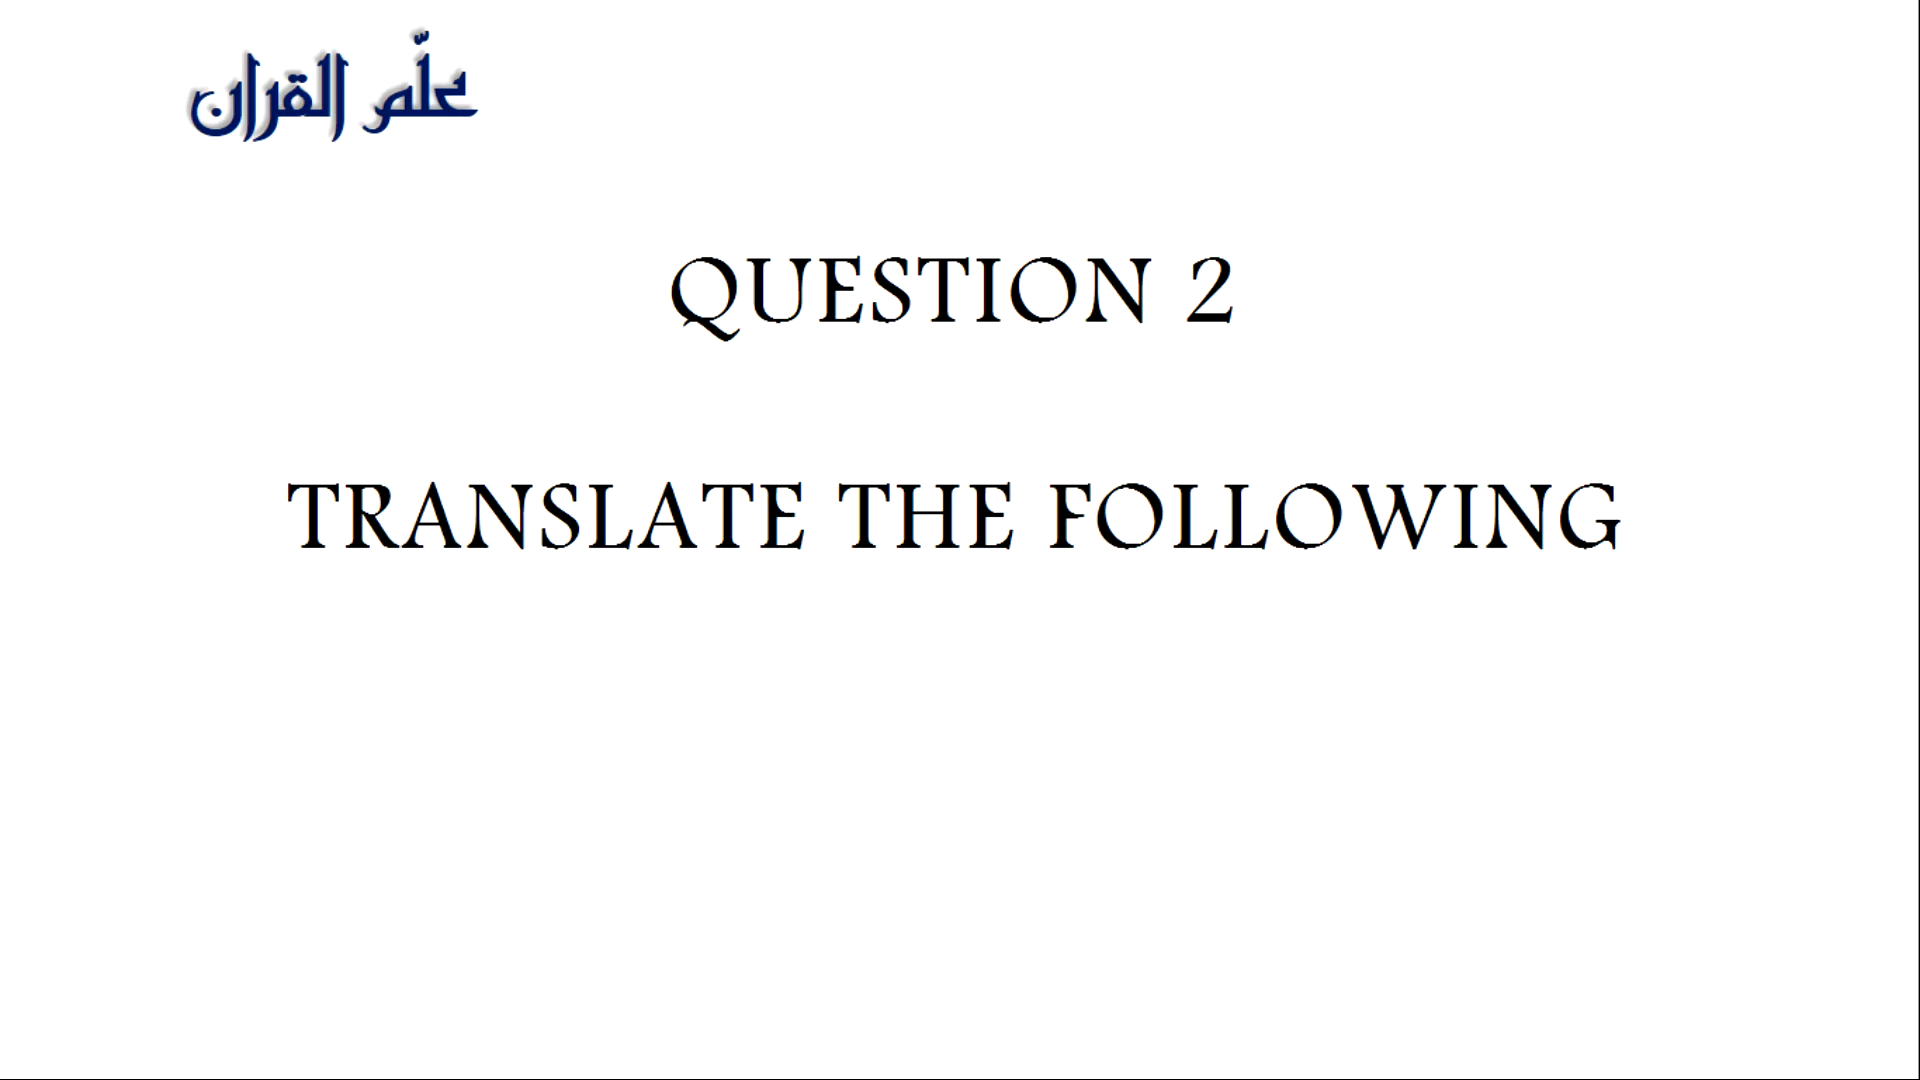 علّم القران
QUESTION 2
TRANSLATE THE FOLLOWING